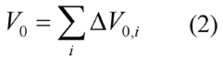 V₀ = ∑ᵢ ΔV₀,ᵢ (2)